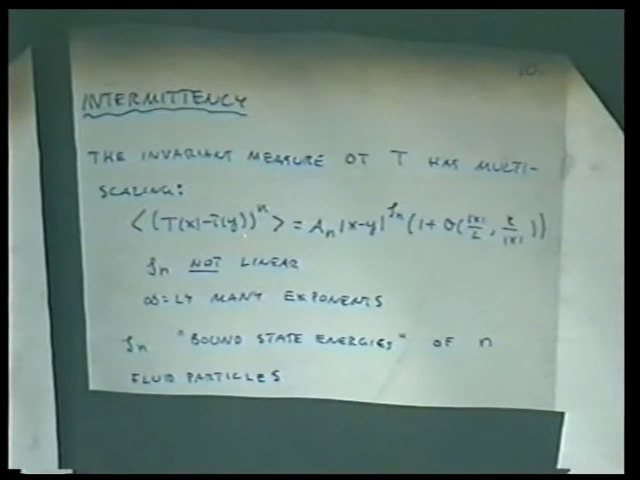 INTERMITTENCY
THE INVARIANT MEASURE OT T HAS MULTI-
SCALING:
< (T(x)-T(y))^n > = A_n |x-y|^{ζ_n} (1 + O(|x|/L, /|x|))
ζ_n NOT LINEAR
∞=LY MANY EXPONENTS
ζ_n "BOUND STATE ENERGIES" OF n
FLUID PARTICLES